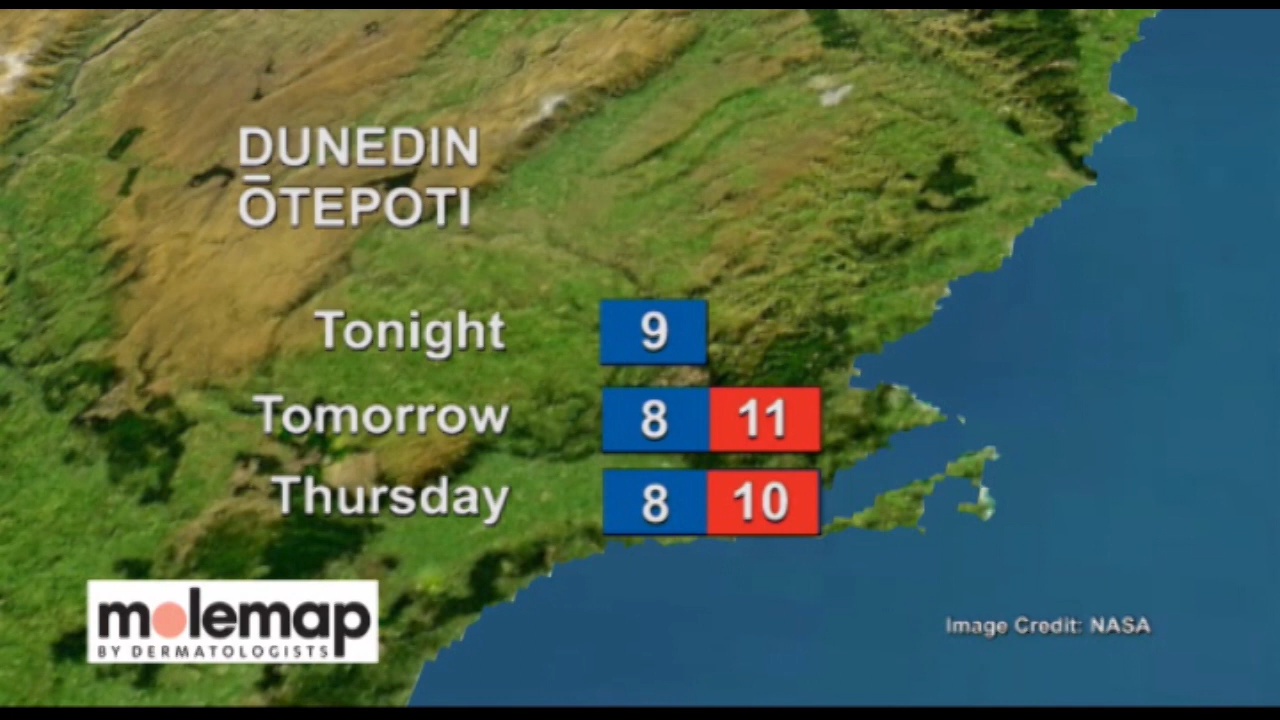 DUNEDIN
ŌTEPOTI
Tonight 9
Tomorrow 8 11
Thursday 8 10
molemap
BY DERMATOLOGISTS
Image Credit: NASA